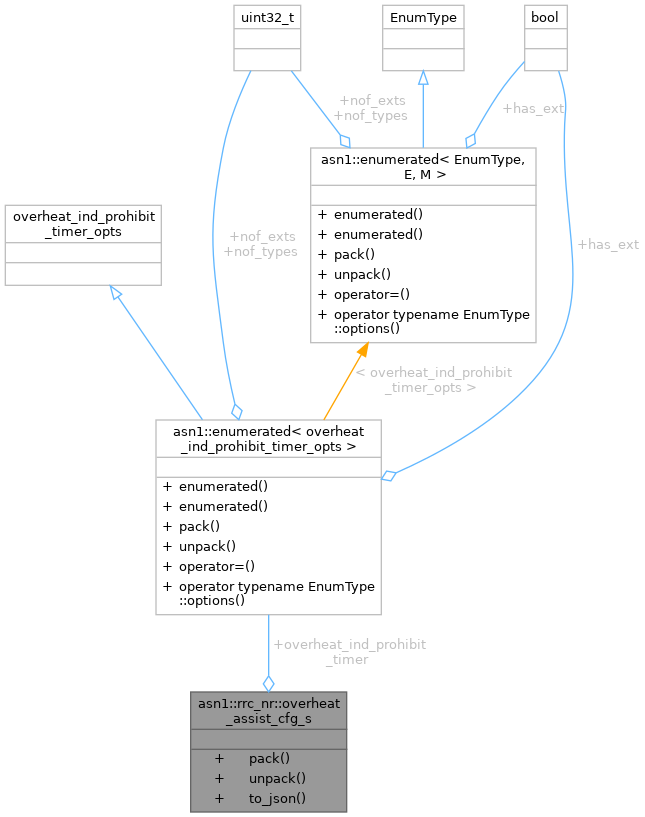 uint32_t
EnumType
bool
+nof_exts
+nof_types
+has_ext
asn1::enumerated< EnumType,
E, M >
+ enumerated()
+ enumerated()
+ pack()
+ unpack()
+ operator=()
+ operator typename EnumType
::options()
overheat_ind_prohibit
_timer_opts
+nof_exts
+nof_types
+has_ext
< overheat_ind_prohibit
_timer_opts >
asn1::enumerated< overheat
_ind_prohibit_timer_opts >
+ enumerated()
+ enumerated()
+ pack()
+ unpack()
+ operator=()
+ operator typename EnumType
::options()
+overheat_ind_prohibit
_timer
asn1::rrc_nr::overheat
_assist_cfg_s
+ pack()
+ unpack()
+ to_json()